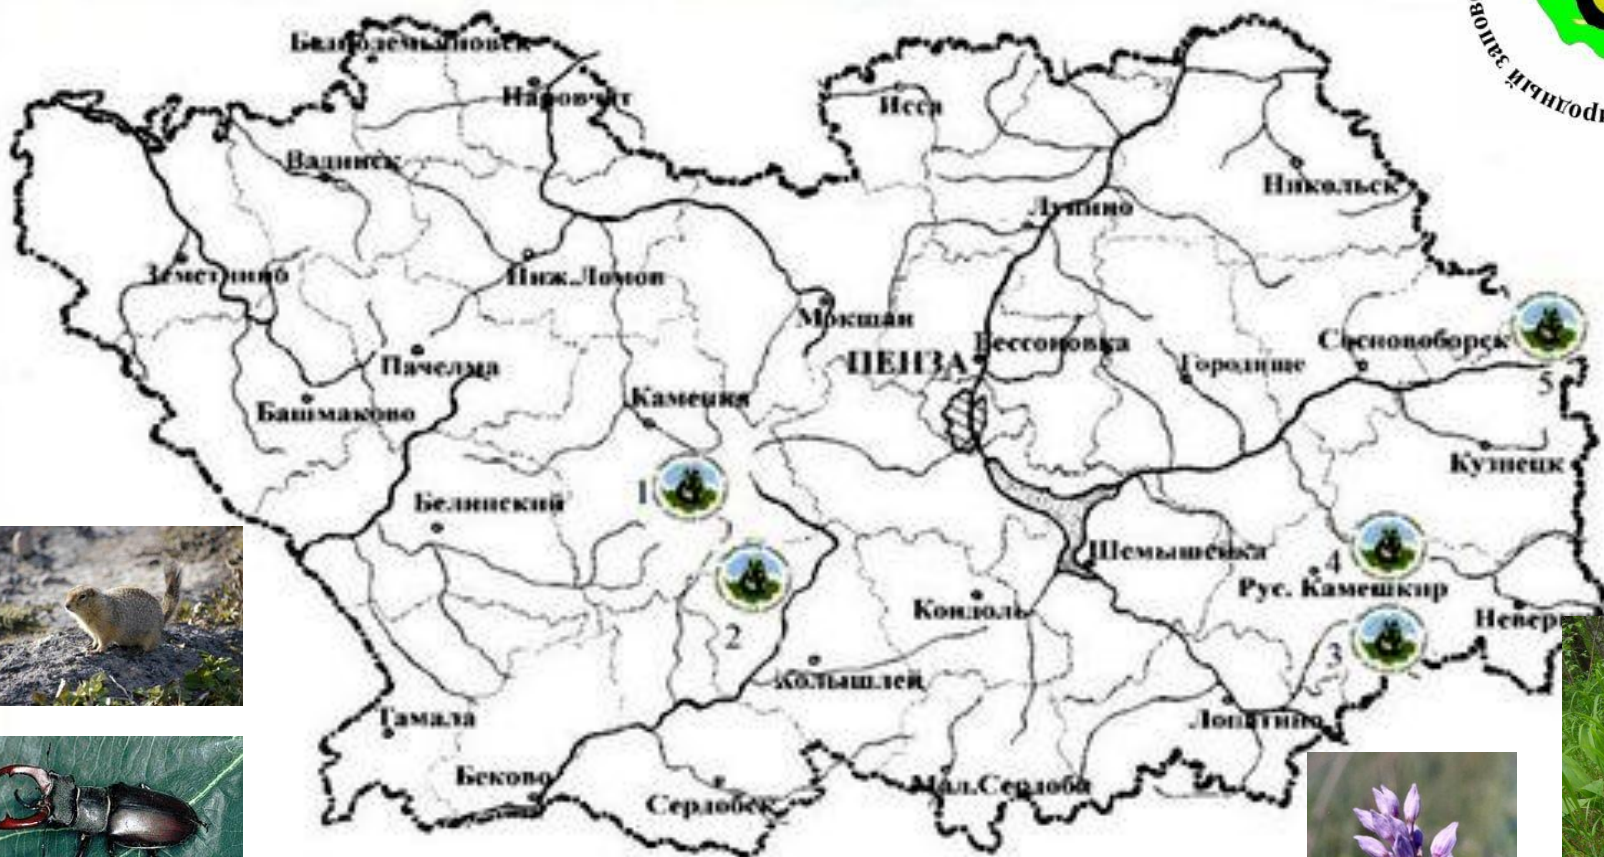 Беднодемьяновск
Наровчат
Исса
Вадинск
Никольск
Лунино
Земетчино
Ниж.Ломов
Мокшан
Бессоновка
Сосновоборск
ПЕНЗА
Городище
Пачелма
5
Башмаково
Каменка
Кузнецк
1
Белинский
Шемышейка
4
Рус. Камешкир
Кондоль
2
3
Колышлей
Тамала
Лопатино
Беково
Сердобск
Мал.Сердоба